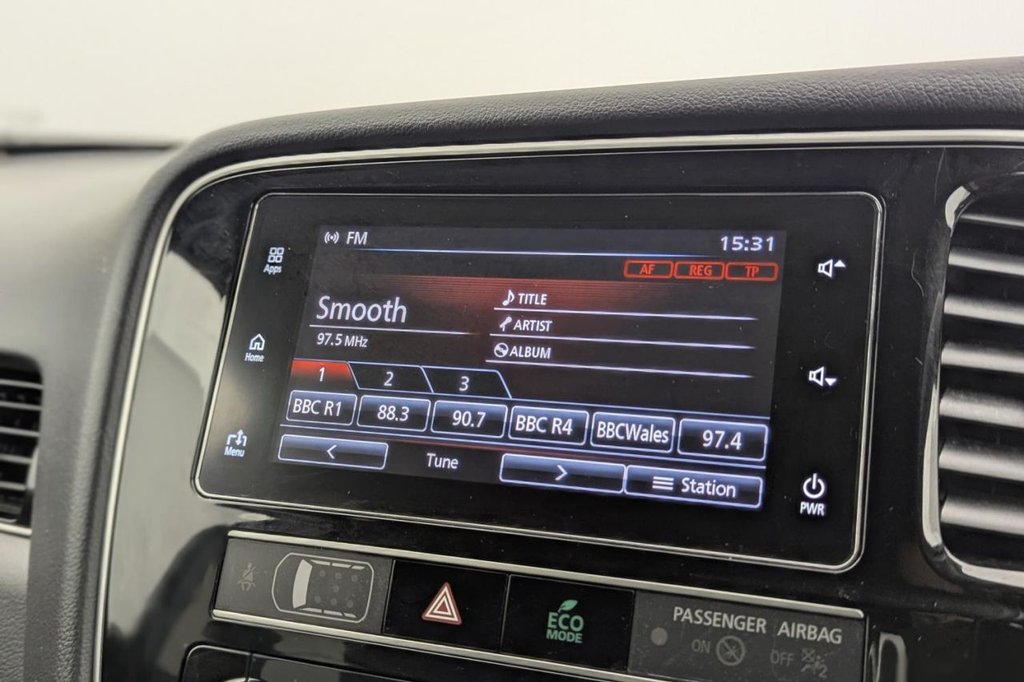 FM 15:31
Apps
AF REG TP
Smooth
TITLE
97.5 MHz
ARTIST
Home
ALBUM
1 2 3
BBC R1 88.3 90.7 BBC R4 BBCWales 97.4
Menu
< Tune > Station
PWR
ECO
MODE
PASSENGER AIRBAG
ON OFF 2